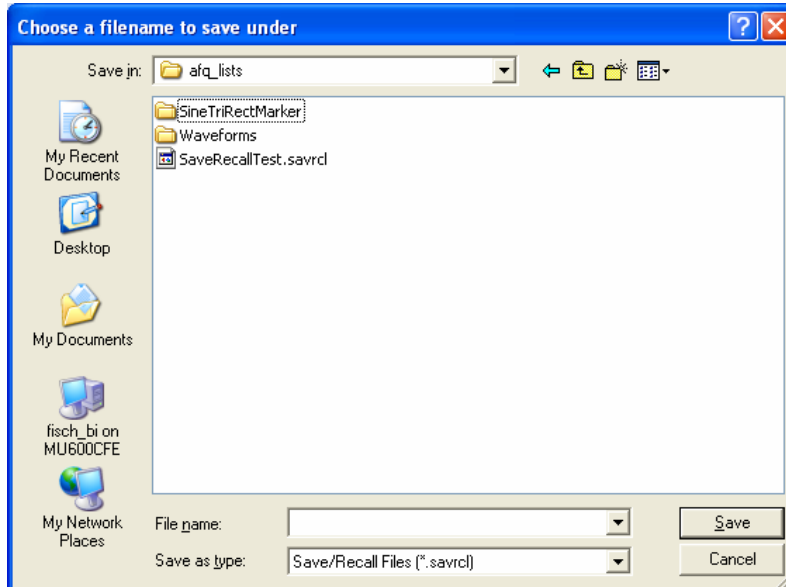 Choose a filename to save under
Save in: afq_lists
SineTriRectMarker
Waveforms
SaveRecallTest.savrcl
My Recent
Documents
Desktop
My Documents
fisch_bi on
MU600CFE
My Network
Places
File name:
Save
Save as type: Save/Recall Files (*.savrcl)
Cancel